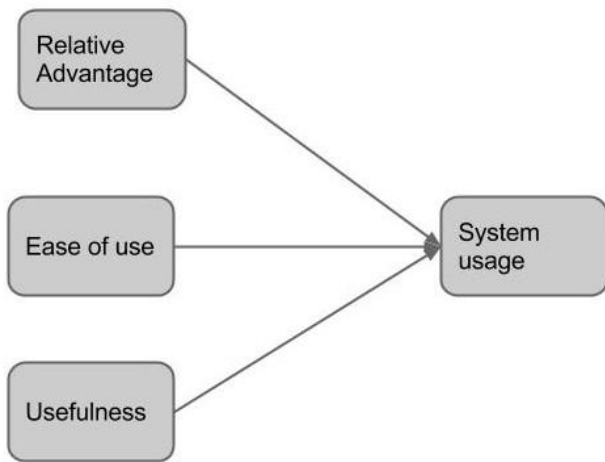 Relative
Advantage
Ease of use
System
usage
Usefulness